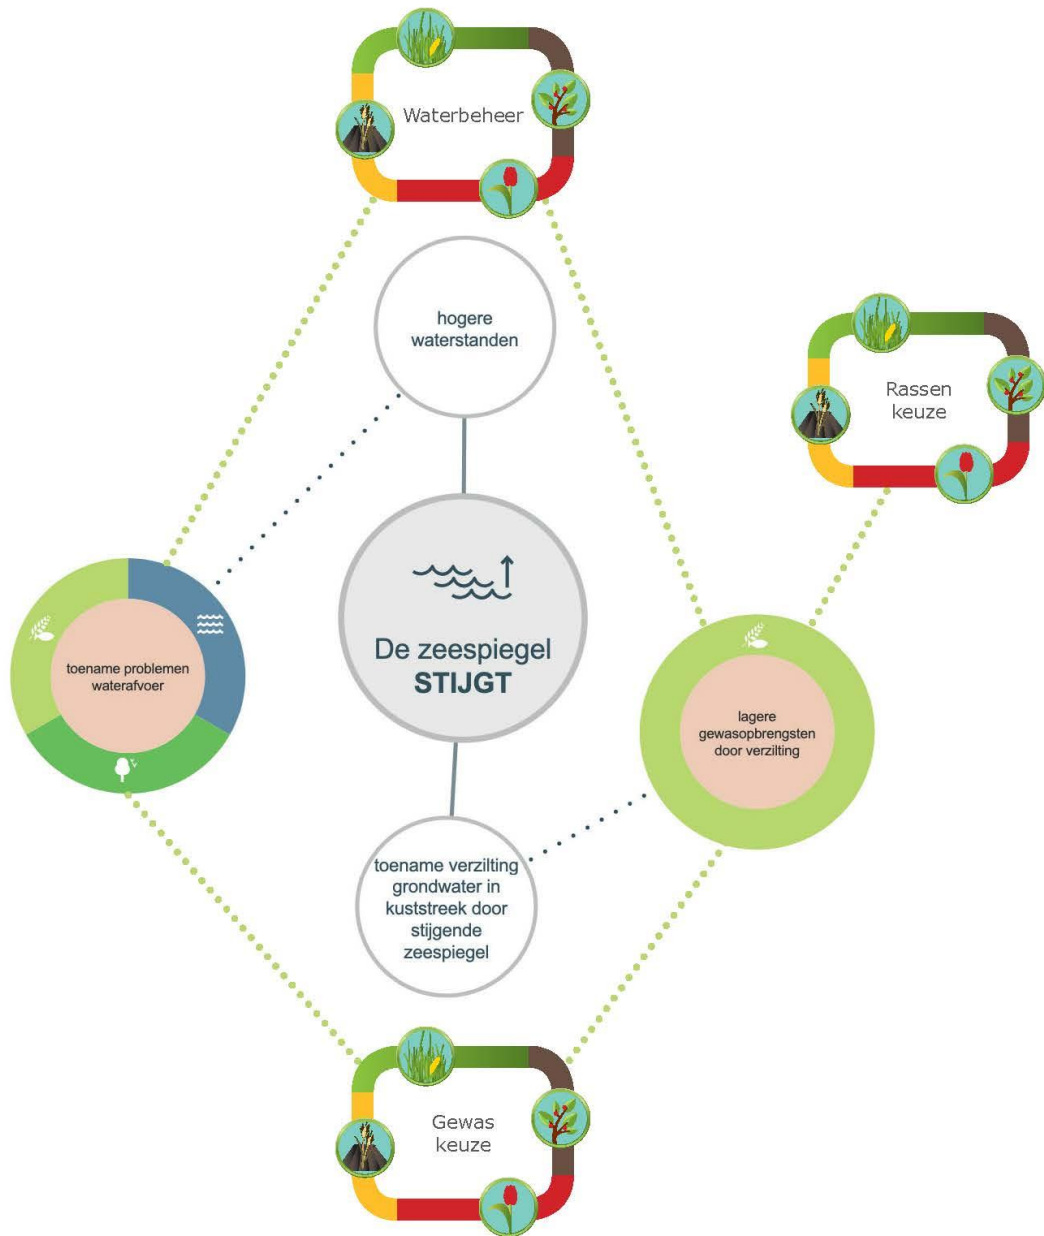 Waterbeheer
hogere
waterstanden
Rassen
keuze
De zeespiegel
STIJGT
toename problemen
waterafvoer
lagere
gewasopbrengsten
door verzilting
toename verzilting
grondwater in
kuststreek door
stijgende
zeespiegel
Gewas
keuze